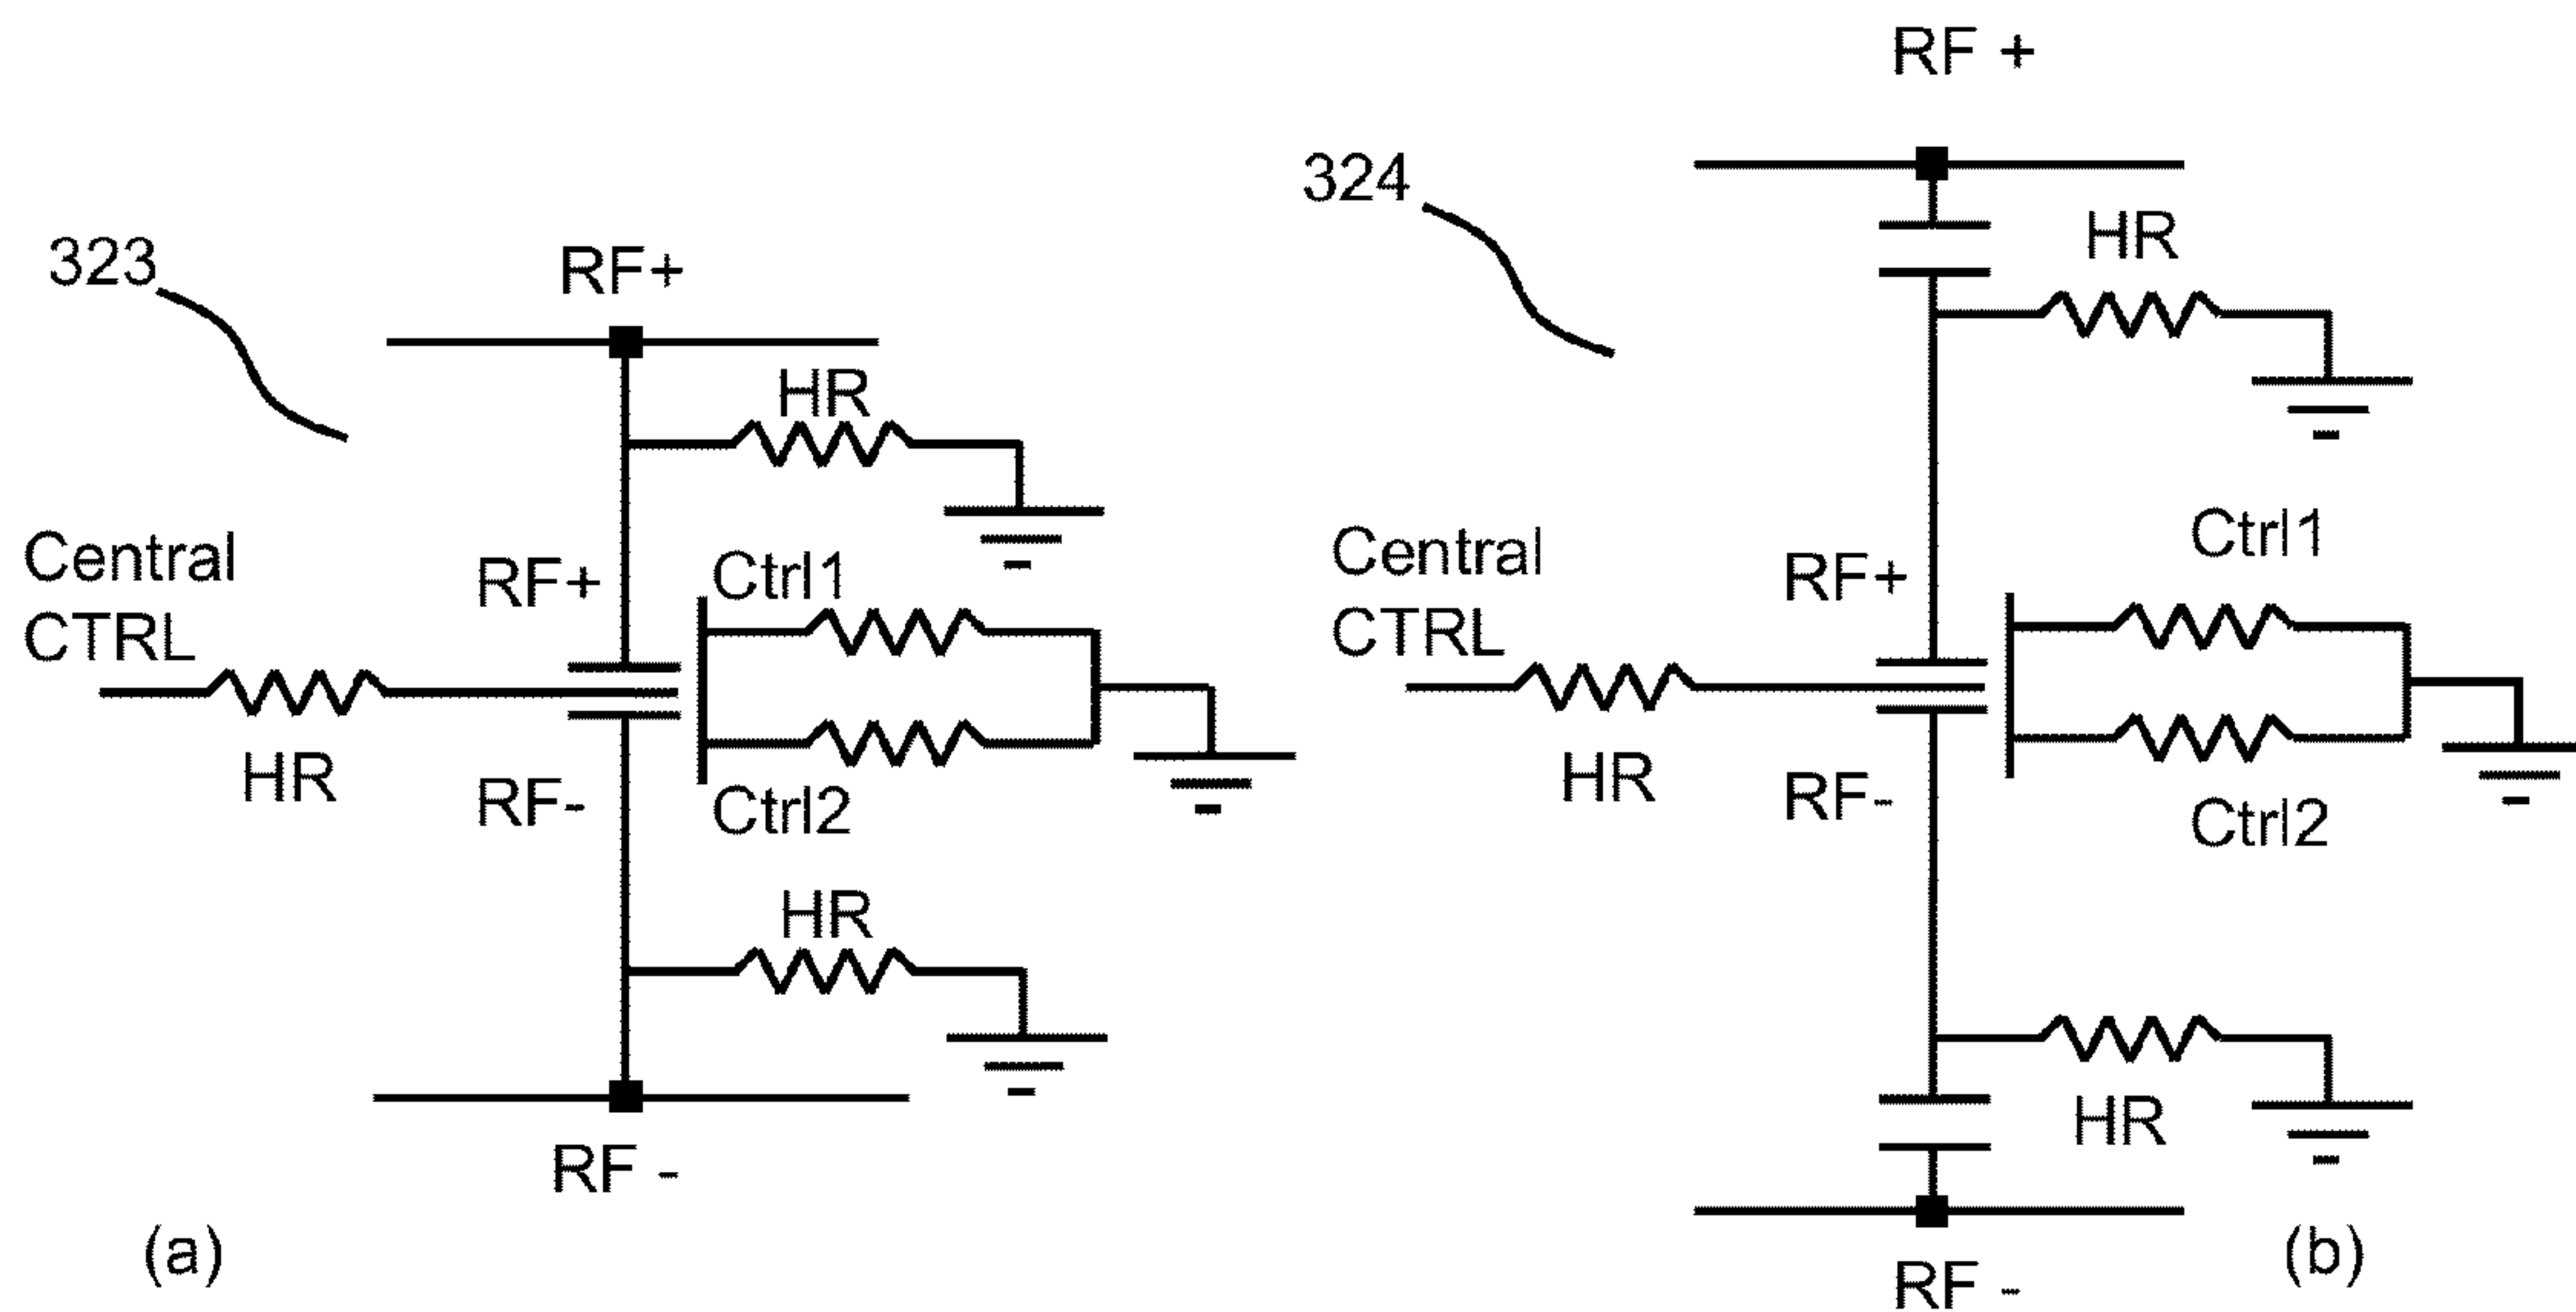 323
RF+
HR
Central
CTRL
RF+
Ctrl1
HR
RF-
Ctrl2
HR
RF -
(a)
RF +
324
HR
Central
CTRL
RF+
Ctrl1
HR
RF-
Ctrl2
HR
RF -
(b)